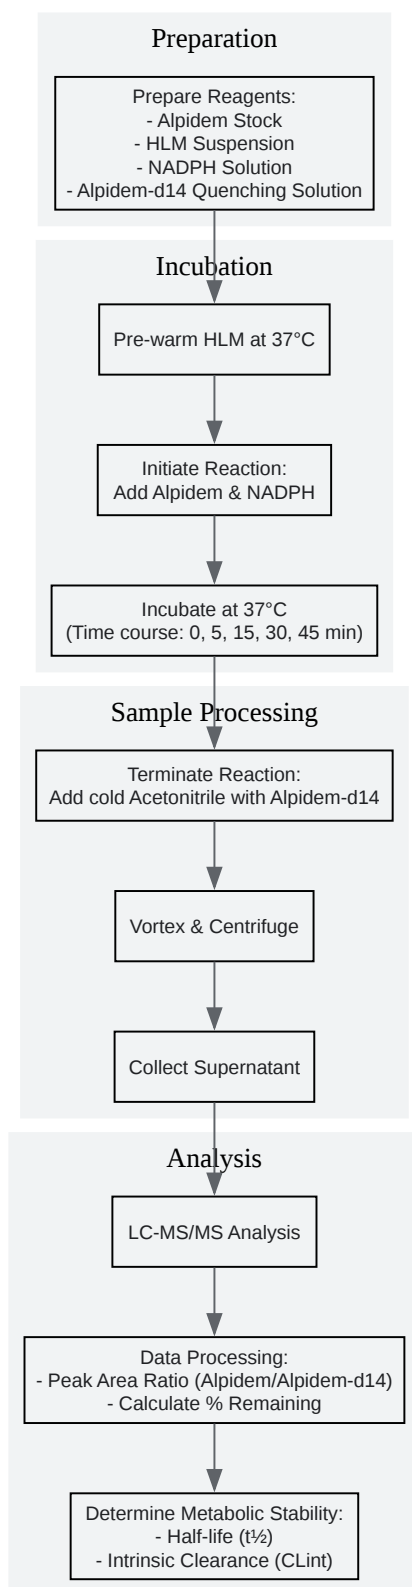 Preparation
Prepare Reagents:
- Alpidem Stock
- HLM Suspension
- NADPH Solution
- Alpidem-d14 Quenching Solution
Incubation
Pre-warm HLM at 37°C
Initiate Reaction:
Add Alpidem & NADPH
Incubate at 37°C
(Time course: 0, 5, 15, 30, 45 min)
Sample Processing
Terminate Reaction:
Add cold Acetonitrile with Alpidem-d14
Vortex & Centrifuge
Collect Supernatant
Analysis
LC-MS/MS Analysis
Data Processing:
- Peak Area Ratio (Alpidem/Alpidem-d14)
- Calculate % Remaining
Determine Metabolic Stability:
- Half-life (t½)
- Intrinsic Clearance (CLint)